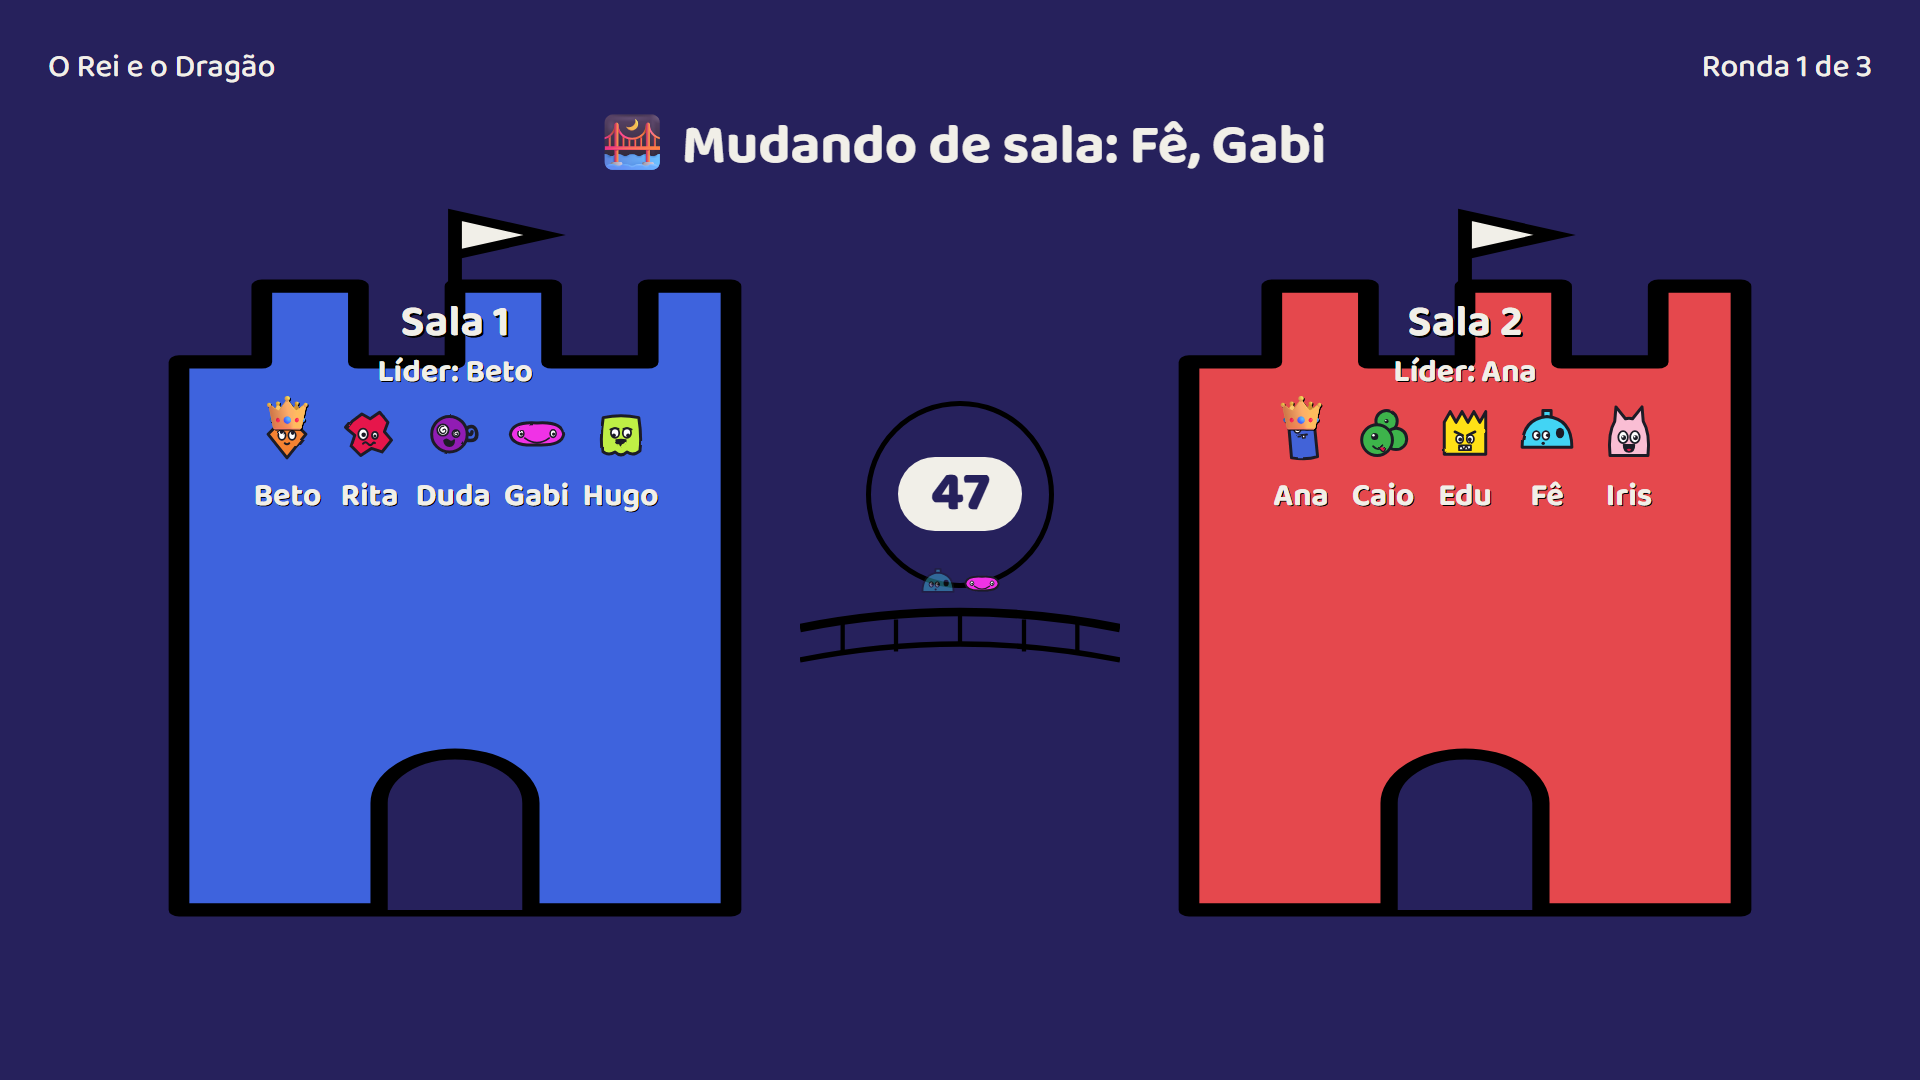 O Rei e o Dragão
Ronda 1 de 3
Mudando de sala: Fê, Gabi
Sala 1
Líder: Beto
Beto Rita Duda Gabi Hugo
47
Sala 2
Líder: Ana
Ana Caio Edu Fê Iris